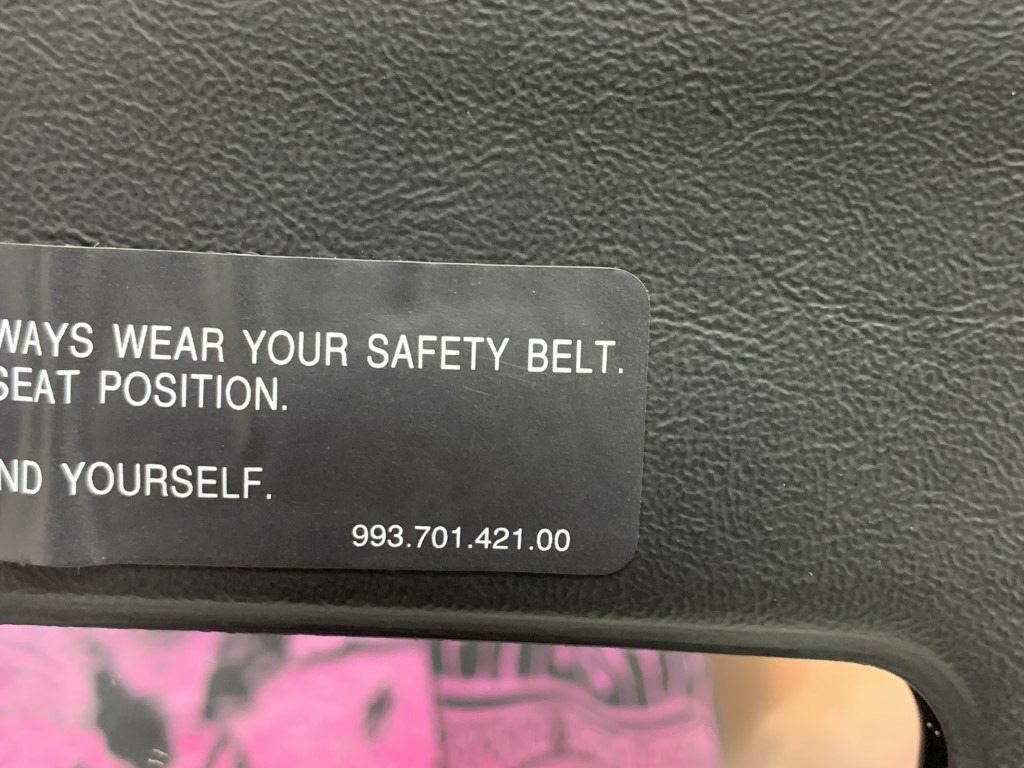 WAYS WEAR YOUR SAFETY BELT.
SEAT POSITION.
ND YOURSELF.
993.701.421.00